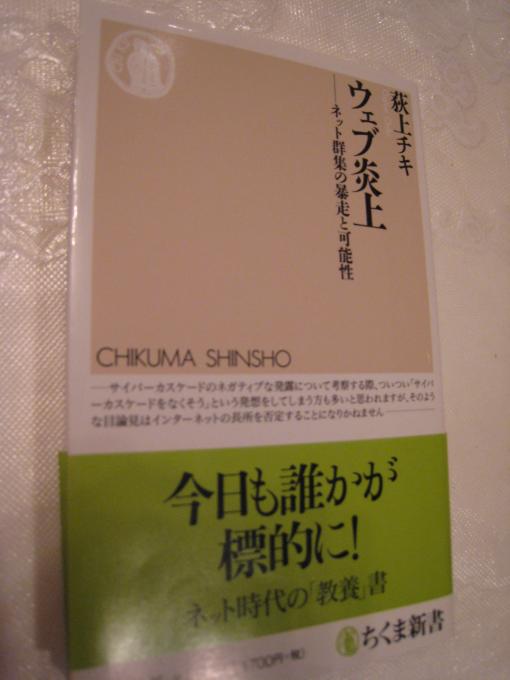 荻上チキ
ウェブ炎上
――ネット群集の暴走と可能性
CHIKUMA SHINSHO
――サイバーカスケードのネガティブな発露について考察する際、ついつい「サイバ
ーカスケードをなくそう」という発想をしてしまう方も多いと思われますが、そのよう
な目論見はインターネットの長所を否定することになりかねません――
今日も誰かが
標的に!
ネット時代の「教養」書
ちくま新書
700円+税)